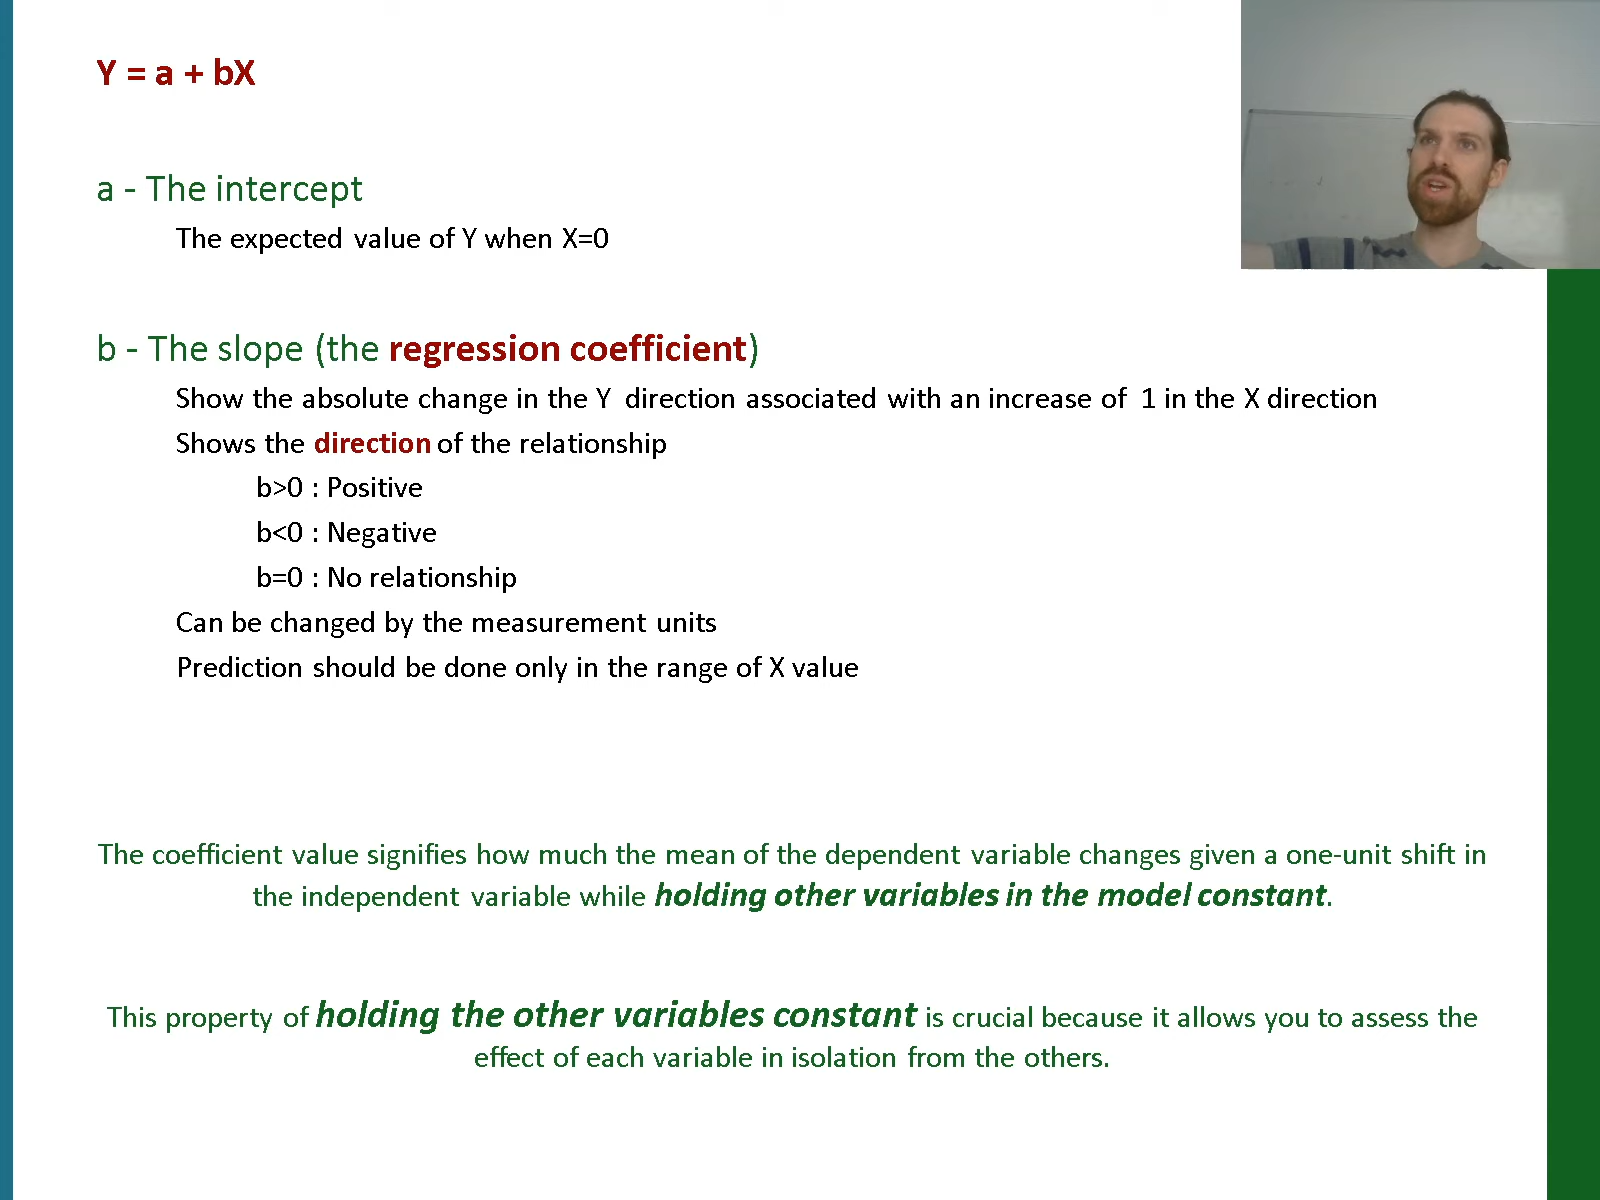 Y = a + bX
a - The intercept
The expected value of Y when X=0
b - The slope (the regression coefficient)
Show the absolute change in the Y direction associated with an increase of 1 in the X direction
Shows the direction of the relationship
b>0 : Positive
b<0 : Negative
b=0 : No relationship
Can be changed by the measurement units
Prediction should be done only in the range of X value
The coefficient value signifies how much the mean of the dependent variable changes given a one-unit shift in
the independent variable while holding other variables in the model constant.
This property of holding the other variables constant is crucial because it allows you to assess the
effect of each variable in isolation from the others.